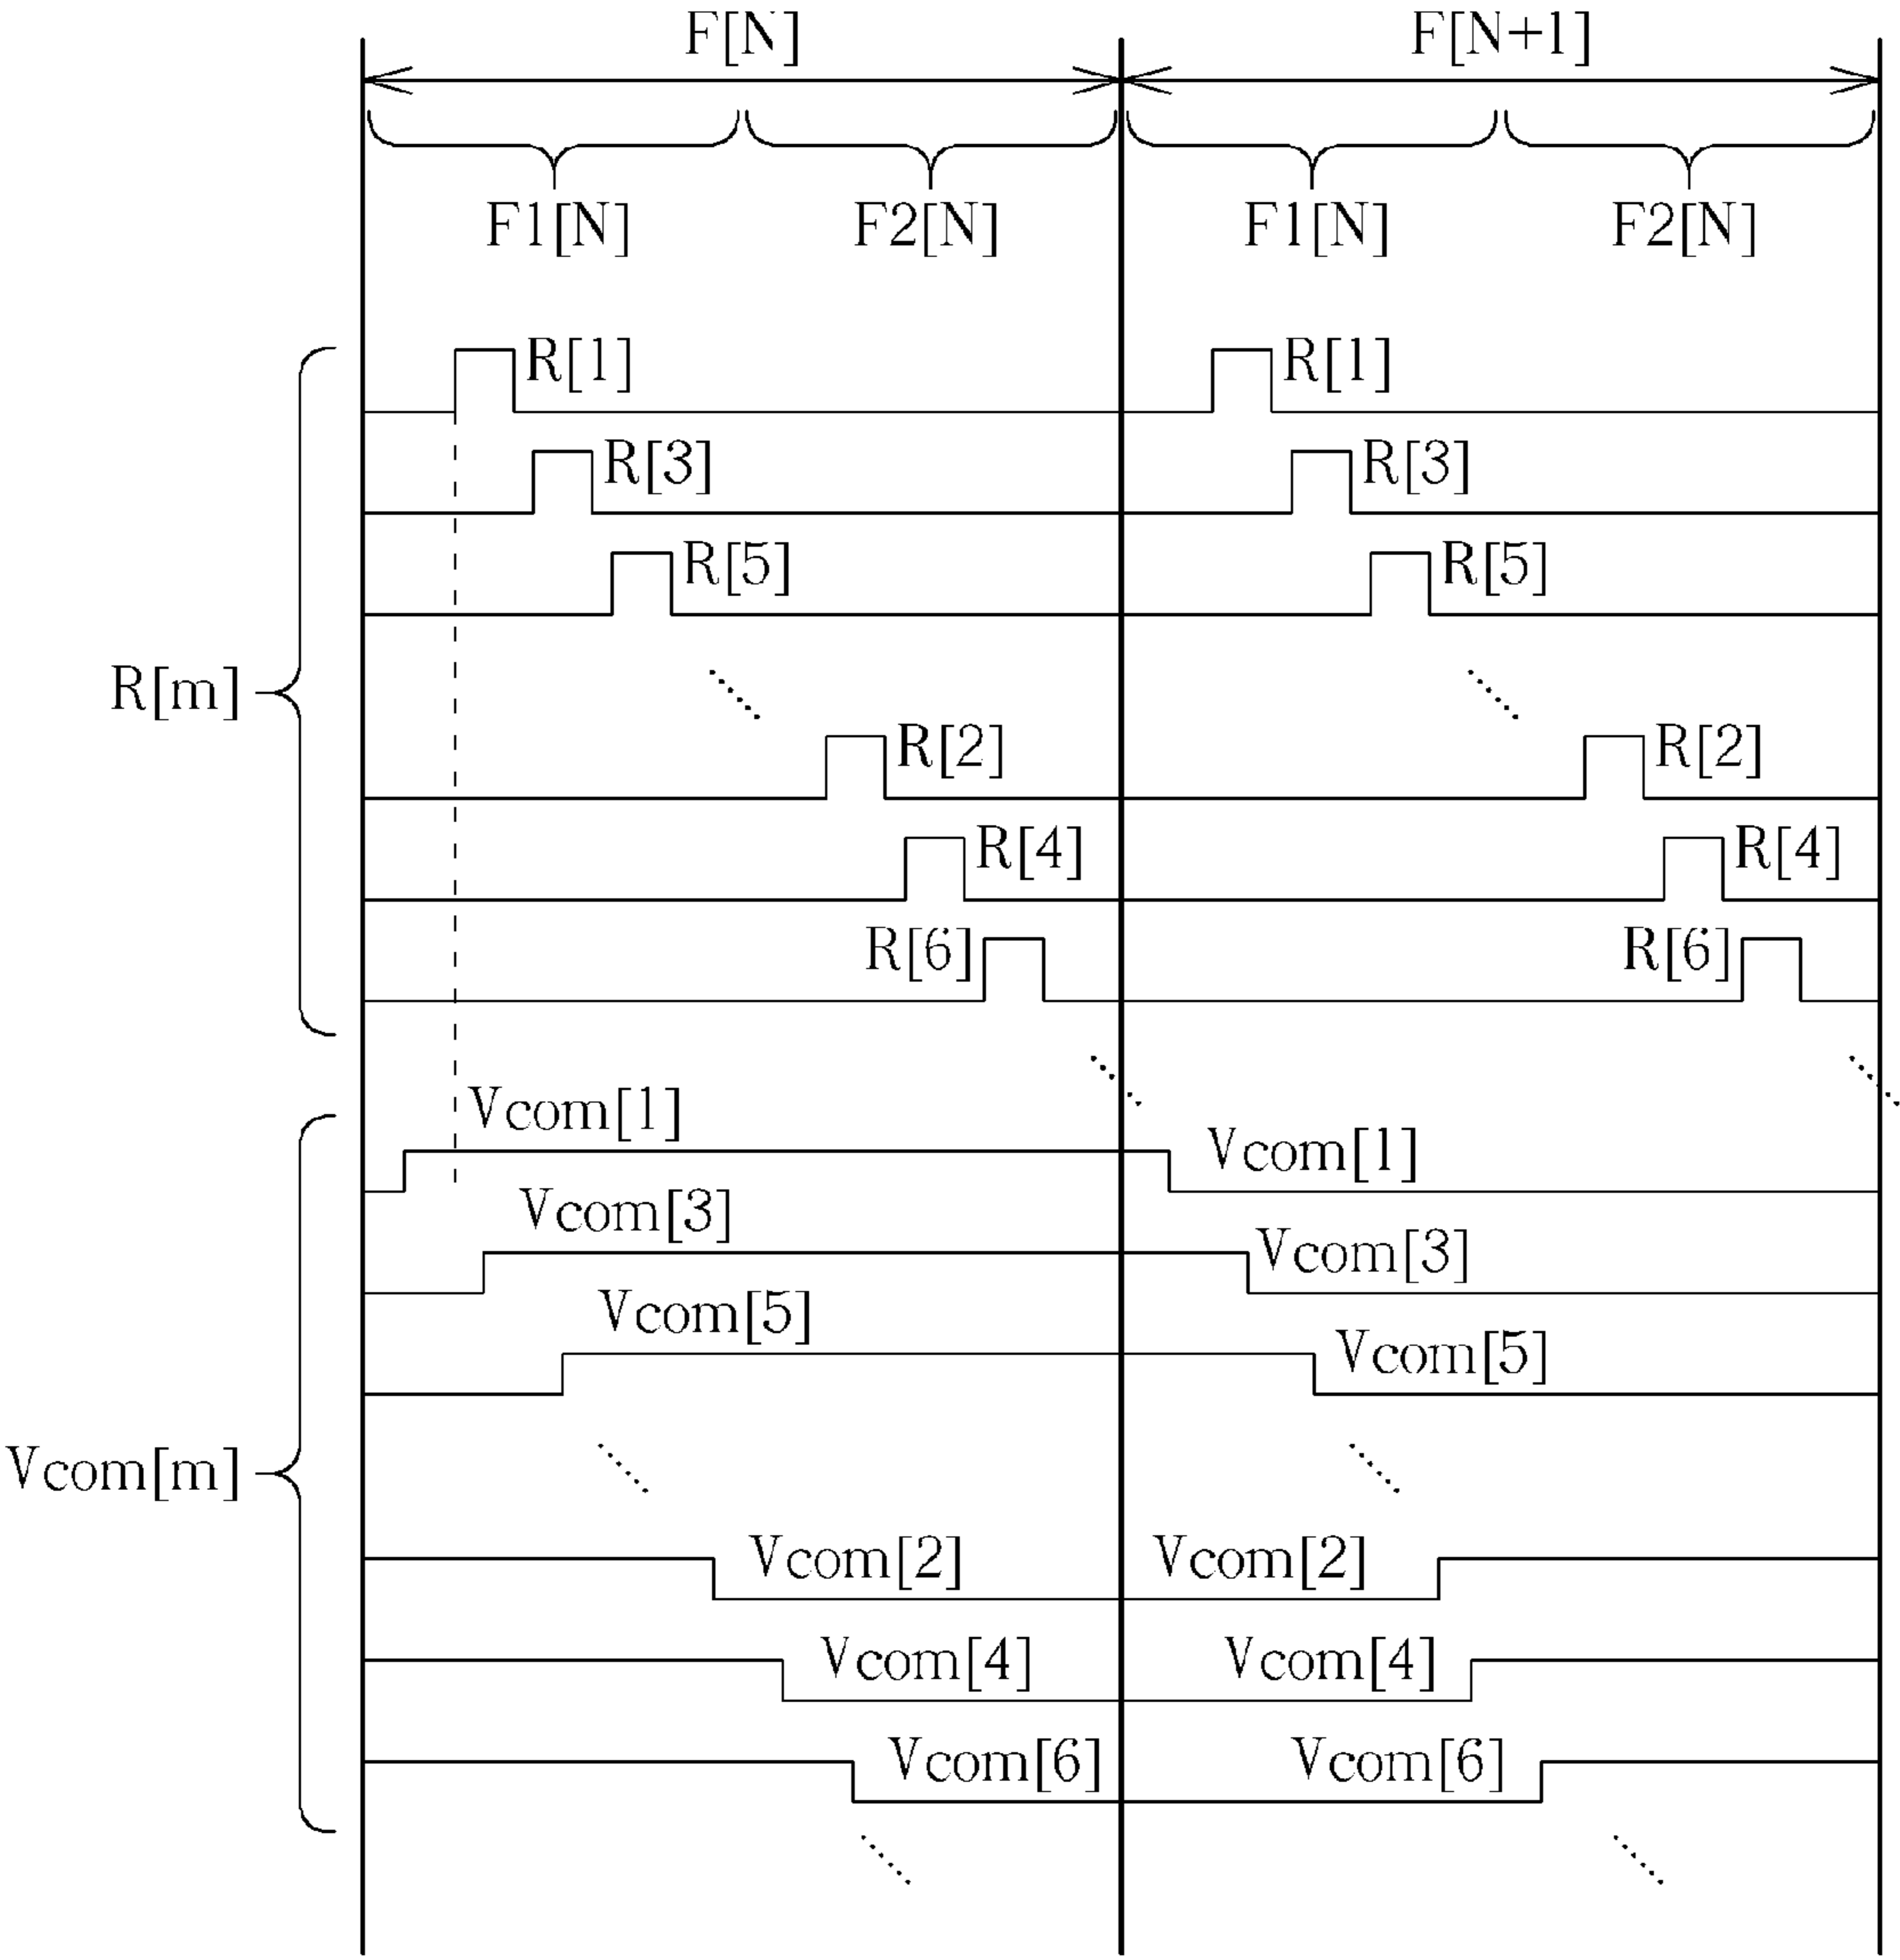 F[N] F[N+1]
F1[N] F2[N] F1[N] F2[N]
R[1] R[1]
R[3] R[3]
R[5] R[5]
R[m]
R[2] R[2]
R[4] R[4]
R[6] R[6]
Vcom[1] Vcom[1]
Vcom[3] Vcom[3]
Vcom[5] Vcom[5]
Vcom[m]
Vcom[2] Vcom[2]
Vcom[4] Vcom[4]
Vcom[6] Vcom[6]